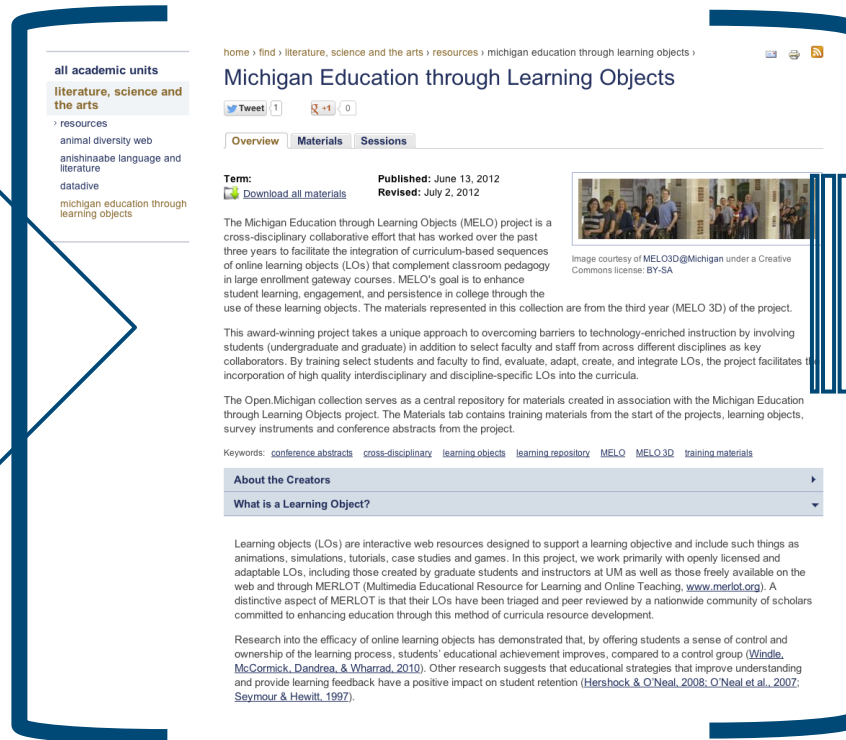 home › find › literature, science and the arts › resources › michigan education through learning objects ›
Michigan Education through Learning Objects
Tweet 1 +1 0
all academic units
literature, science and
the arts
› resources
animal diversity web
anishinaabe language and
literature
datadive
michigan education through
learning objects
Overview Materials Sessions
Term:
Download all materials
Published: June 13, 2012
Revised: July 2, 2012
Image courtesy of MELO3D@Michigan under a Creative
Commons license: BY-SA
The Michigan Education through Learning Objects (MELO) project is a
cross-disciplinary collaborative effort that has worked over the past
three years to facilitate the integration of curriculum-based sequences
of online learning objects (LOs) that complement classroom pedagogy
in large enrollment gateway courses. MELO's goal is to enhance
student learning, engagement, and persistence in college through the
use of these learning objects. The materials represented in this collection are from the third year (MELO 3D) of the project.
This award-winning project takes a unique approach to overcoming barriers to technology-enriched instruction by involving
students (undergraduate and graduate) in addition to select faculty and staff from across different disciplines as key
collaborators. By training select students and faculty to find, evaluate, adapt, create, and integrate LOs, the project facilitates the
incorporation of high quality interdisciplinary and discipline-specific LOs into the curricula.
The Open.Michigan collection serves as a central repository for materials created in association with the Michigan Education
through Learning Objects project. The Materials tab contains training materials from the start of the projects, learning objects,
survey instruments and conference abstracts from the project.
Keywords: conference abstracts cross-disciplinary learning objects learning repository MELO MELO 3D training materials
About the Creators
What is a Learning Object?
Learning objects (LOs) are interactive web resources designed to support a learning objective and include such things as
animations, simulations, tutorials, case studies and games. In this project, we work primarily with openly licensed and
adaptable LOs, including those created by graduate students and instructors at UM as well as those freely available on the
web and through MERLOT (Multimedia Educational Resource for Learning and Online Teaching, www.merlot.org). A
distinctive aspect of MERLOT is that their LOs have been triaged and peer reviewed by a nationwide community of scholars
committed to enhancing education through this method of curricula resource development.
Research into the efficacy of online learning objects has demonstrated that, by offering students a sense of control and
ownership of the learning process, students' educational achievement improves, compared to a control group (Windle,
McCormick, Dandrea, & Wharrad, 2010). Other research suggests that educational strategies that improve understanding
and provide learning feedback have a positive impact on student retention (Hershock & O'Neal, 2008; O'Neal et al., 2007;
Seymour & Hewitt, 1997).